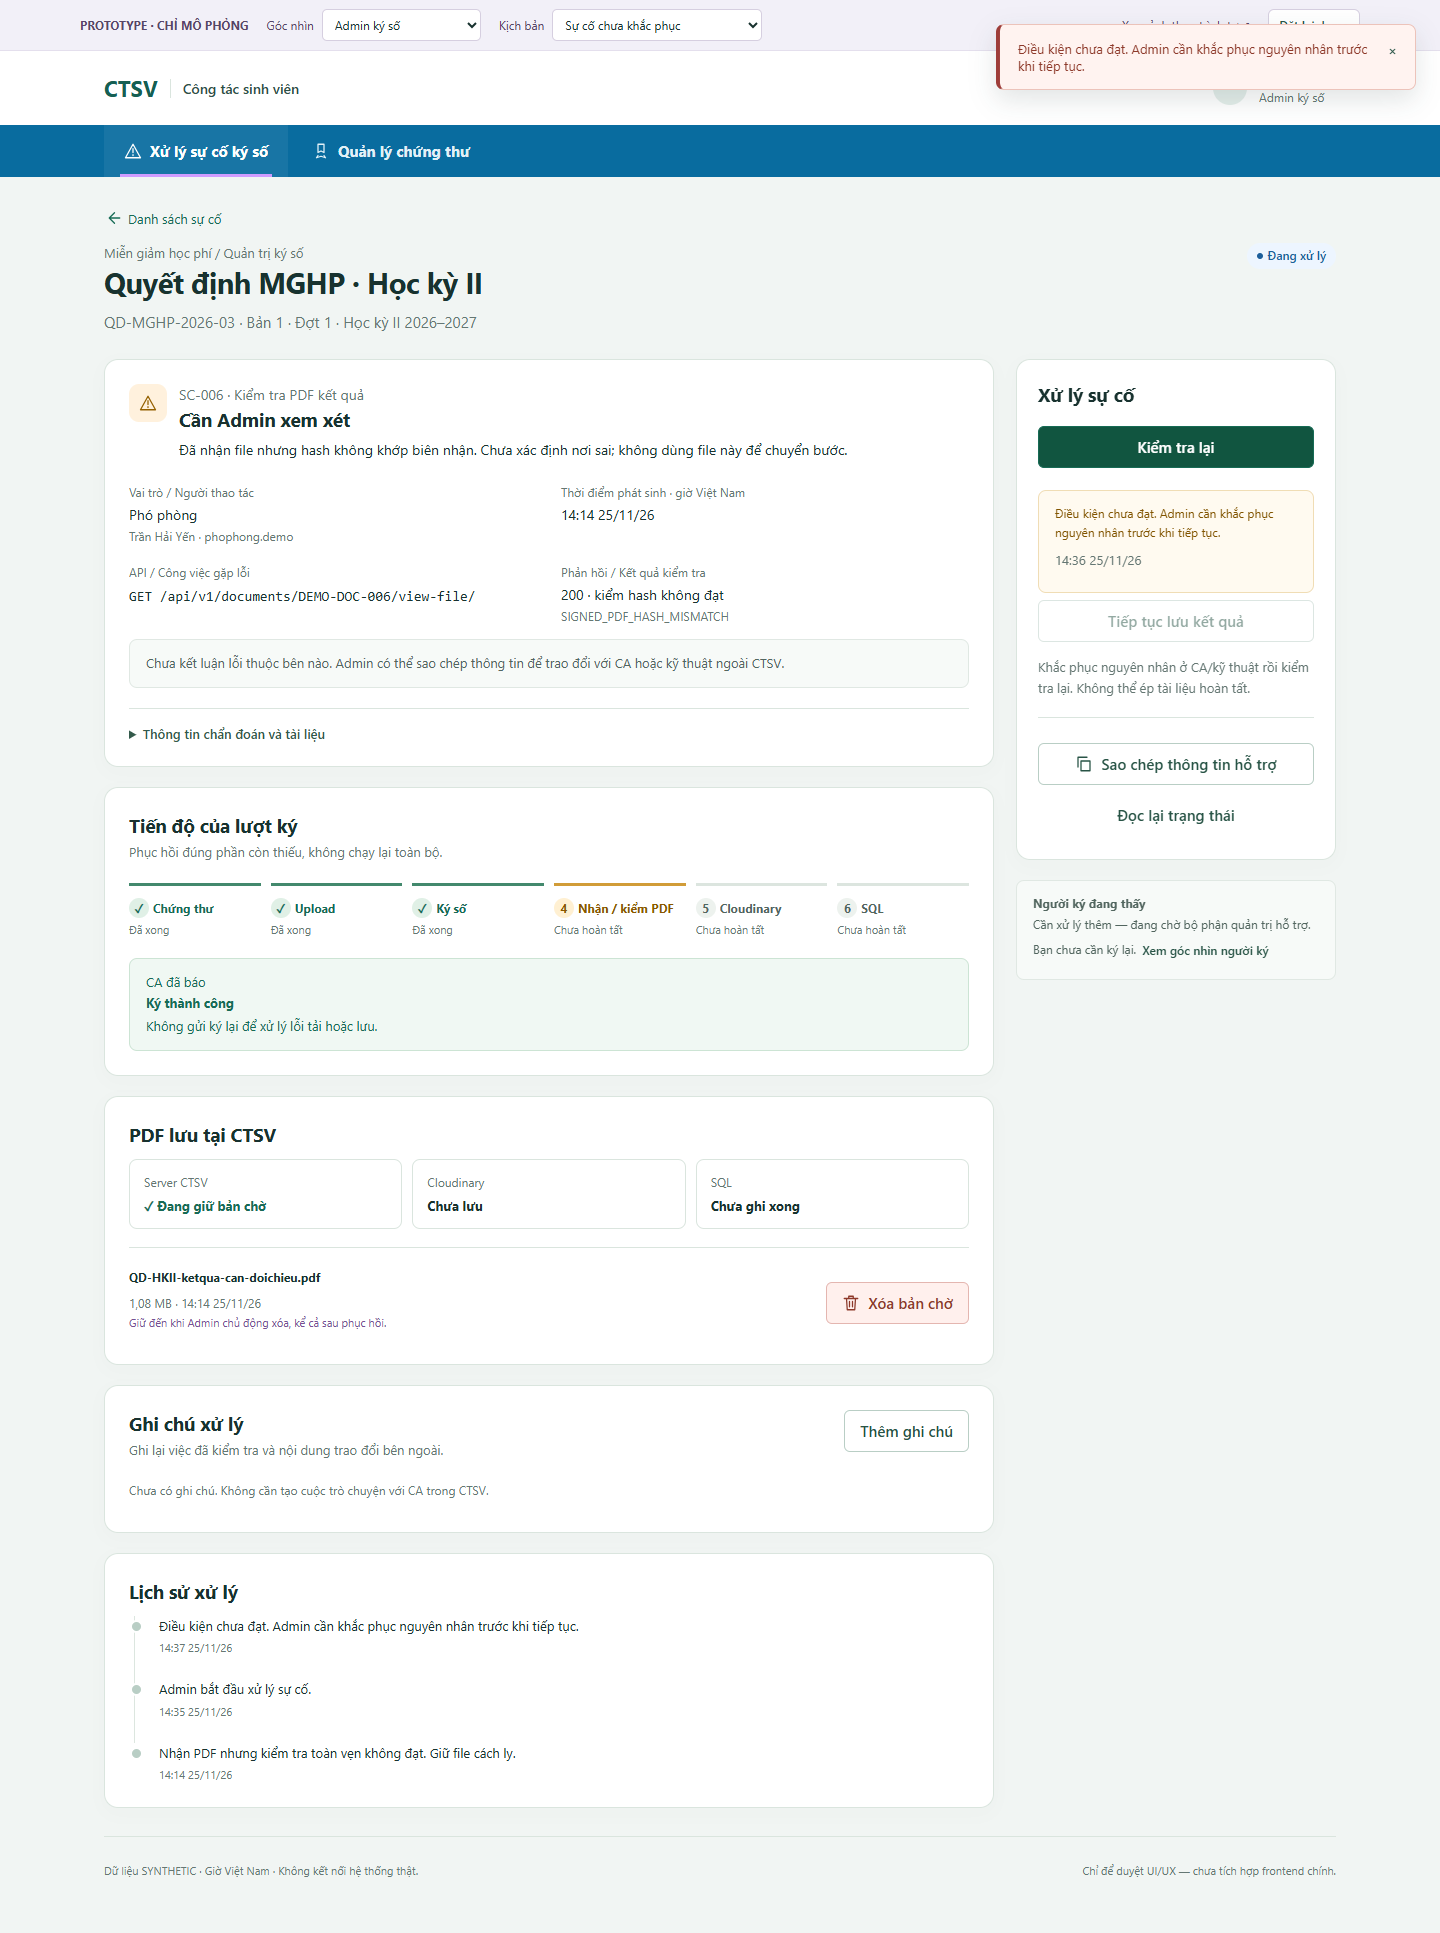 PROTOTYPE · CHỈ MÔ PHỎNG
Góc nhìn
Admin ký số
Kịch bản
Sự cố chưa khắc phục
Điều kiện chưa đạt. Admin cần khắc phục nguyên nhân trước
khi tiếp tục.
×
CTSV
Công tác sinh viên
Admin ký số
Xử lý sự cố ký số
Quản lý chứng thư
Danh sách sự cố
Miễn giảm học phí / Quản trị ký số
Đang xử lý
Quyết định MGHP · Học kỳ II
QD-MGHP-2026-03 · Bản 1 · Đợt 1 · Học kỳ II 2026–2027
SC-006 · Kiểm tra PDF kết quả
Cần Admin xem xét
Đã nhận file nhưng hash không khớp biên nhận. Chưa xác định nơi sai; không dùng file này để chuyển bước.
Vai trò / Người thao tác
Phó phòng
Trần Hải Yến · phophong.demo
Thời điểm phát sinh · giờ Việt Nam
14:14 25/11/26
API / Công việc gặp lỗi
GET /api/v1/documents/DEMO-DOC-006/view-file/
Phản hồi / Kết quả kiểm tra
200 · kiểm hash không đạt
SIGNED_PDF_HASH_MISMATCH
Chưa kết luận lỗi thuộc bên nào. Admin có thể sao chép thông tin để trao đổi với CA hoặc kỹ thuật ngoài CTSV.
Thông tin chẩn đoán và tài liệu
Xử lý sự cố
Kiểm tra lại
Điều kiện chưa đạt. Admin cần khắc phục
nguyên nhân trước khi tiếp tục.
14:36 25/11/26
Tiếp tục lưu kết quả
Khắc phục nguyên nhân ở CA/kỹ thuật rồi kiểm
tra lại. Không thể ép tài liệu hoàn tất.
Sao chép thông tin hỗ trợ
Đọc lại trạng thái
Người ký đang thấy
Cần xử lý thêm — đang chờ bộ phận quản trị hỗ trợ.
Bạn chưa cần ký lại. Xem góc nhìn người ký
Tiến độ của lượt ký
Phục hồi đúng phần còn thiếu, không chạy lại toàn bộ.
✓ Chứng thư
Đã xong
✓ Upload
Đã xong
✓ Ký số
Đã xong
4 Nhận / kiểm PDF
Chưa hoàn tất
5 Cloudinary
Chưa hoàn tất
6 SQL
Chưa hoàn tất
CA đã báo
Ký thành công
Không gửi ký lại để xử lý lỗi tải hoặc lưu.
PDF lưu tại CTSV
Server CTSV
✓ Đang giữ bản chờ
Cloudinary
Chưa lưu
SQL
Chưa ghi xong
QD-HKII-ketqua-can-doichieu.pdf
1,08 MB · 14:14 25/11/26
Giữ đến khi Admin chủ động xóa, kể cả sau phục hồi.
Xóa bản chờ
Ghi chú xử lý
Ghi lại việc đã kiểm tra và nội dung trao đổi bên ngoài.
Thêm ghi chú
Chưa có ghi chú. Không cần tạo cuộc trò chuyện với CA trong CTSV.
Lịch sử xử lý
Điều kiện chưa đạt. Admin cần khắc phục nguyên nhân trước khi tiếp tục.
14:37 25/11/26
Admin bắt đầu xử lý sự cố.
14:35 25/11/26
Nhận PDF nhưng kiểm tra toàn vẹn không đạt. Giữ file cách ly.
14:14 25/11/26
Dữ liệu SYNTHETIC · Giờ Việt Nam · Không kết nối hệ thống thật.
Chỉ để duyệt UI/UX — chưa tích hợp frontend chính.